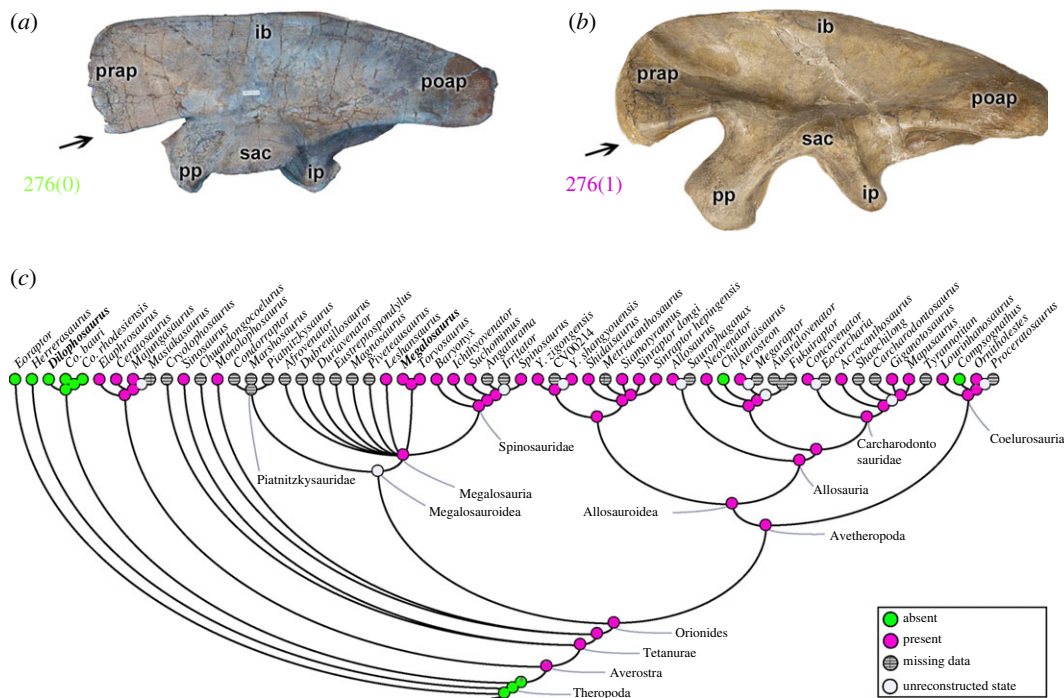 (a)
ib
prap
poap
sac
pp
ip
276(0)
(b)
ib
prap
poap
sac
pp
ip
276(1)
(c)
Eoraptor
Herrerasaurus
Dilophosaurus
Co. bauri
Co. rhodesiensis
Elaphrosaurus
Ceratosaurus
Majungasaurus
Masiakasaurus
Cryolophosaurus
Sinosaurus
Chuandongocoelurus
Monolophosaurus
Condorraptor
Marshosaurus
Piatnitzkysaurus
Afrovenator
Dubreuillosaurus
Duriavenator
Eustreptospondylus
Piveteausaurus
Leshansaurus
Megalosaurus
Torvosaurus
Baryonyx
Ichthyovenator
Suchomimus
Angaturama
Irritator
Spinosaurus
Y. zigongensis
CV 00214
Y. shangyouensis
Shidaisaurus
Metriacanthosaurus
Siamotyrannus
Sinraptor dongi
Sinraptor hepingensis
Allosaurus
Saurophaganax
Neovenator
Chilantaisaurus
Aerosteon
Megaraptor
Australovenator
Fukuiraptor
Concavenator
Eocarcharia
Acrocanthosaurus
Shaochilong
Carcharodontosaurus
Giganotosaurus
Mapusaurus
Tyrannotitan
Lourinhanosaurus
Compsognathus
Ornitholestes
Proceratosaurus
Piatnitzkysauridae
Spinosauridae
Megalosauria
Megalosauroidea
Carcharodonto
sauridae
Coelurosauria
Allosauria
Allosauroidea
Avetheropoda
Orionides
Tetanurae
Averostra
Theropoda
absent
present
missing data
unreconstructed state